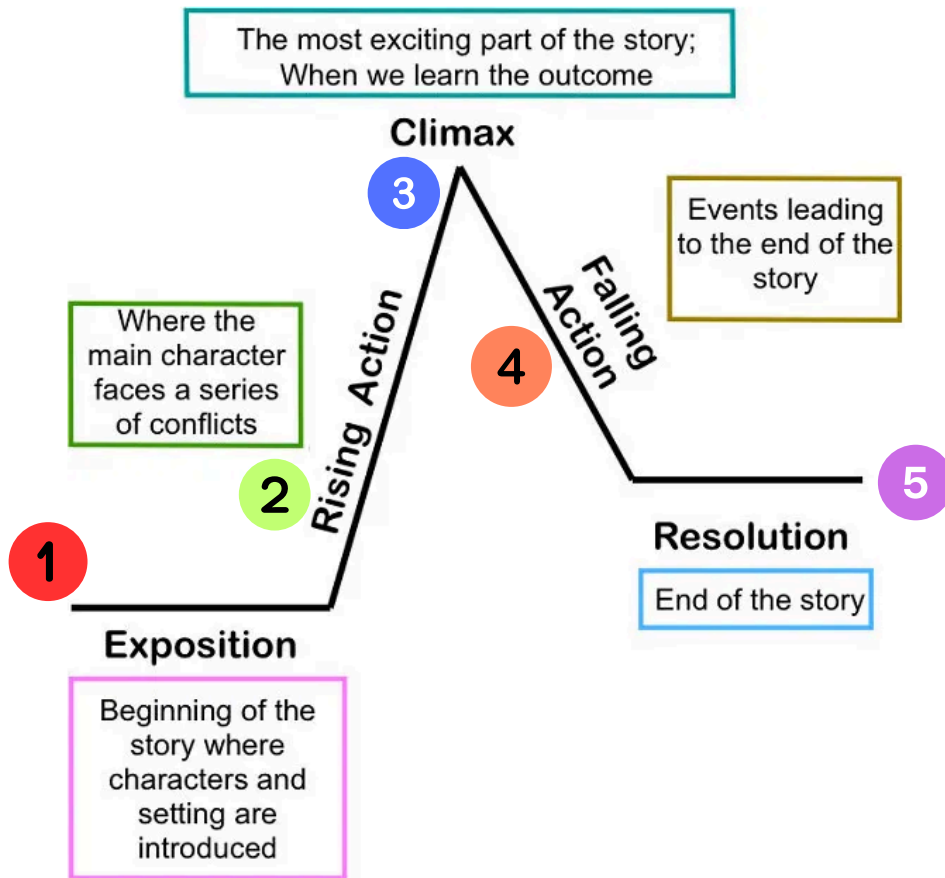 The most exciting part of the story;
When we learn the outcome
Climax
3
Events leading
to the end of the
story
Falling
Action
4
Where the
main character
faces a series
of conflicts
Rising Action
2
1
Exposition
Beginning of the
story where
characters and
setting are
introduced
5
Resolution
End of the story